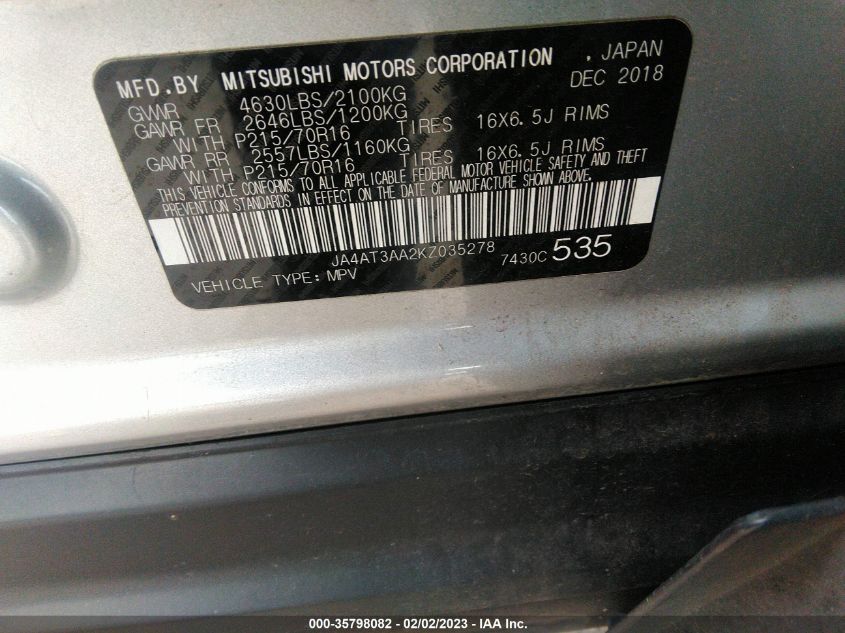 MFD.BY MITSUBISHI MOTORS CORPORATION , JAPAN
DEC 2018
GVWR 4630LBS/2100KG
GAWR FR 2646LBS/1200KG
WITH P215/70R16 TIRES 16X6.5J RIMS
GAWR RR 2557LBS/1160KG
WITH P215/70R16 TIRES 16X6.5J RIMS
THIS VEHICLE CONFORMS TO ALL APPLICABLE FEDERAL MOTOR VEHICLE SAFETY AND THEFT
PREVENTION STANDARDS IN EFFECT ON THE DATE OF MANUFACTURE SHOWN ABOVE.
JA4AT3AA2KZ035278
VEHICLE TYPE: MPV 7430C 535
000-35798082 — 02/02/2023 — IAA Inc.